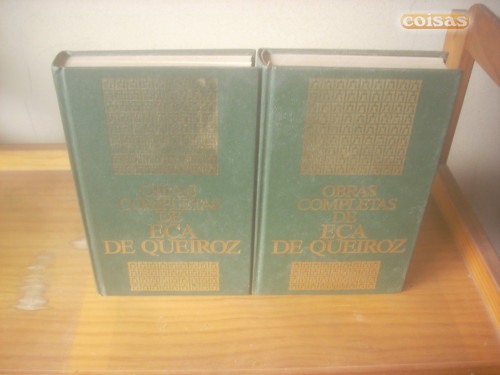 coisas
OBRAS
COMPLETAS
DE
EÇA
DE QUEIROZ
OBRAS
COMPLETAS
DE
EÇA
DE QUEIROZ